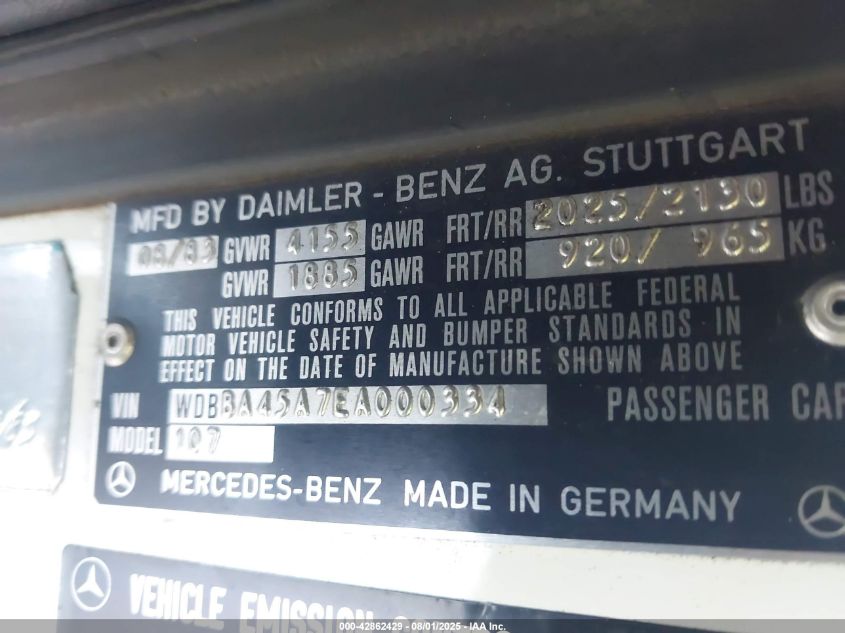 MFD BY DAIMLER - BENZ AG. STUTTGART
08/83 GVWR 4155 GAWR FRT/RR 2025/2130 LBS
GVWR 1885 GAWR FRT/RR 920/ 965 KG
THIS VEHICLE CONFORMS TO ALL APPLICABLE FEDERAL
MOTOR VEHICLE SAFETY AND BUMPER STANDARDS IN
EFFECT ON THE DATE OF MANUFACTURE SHOWN ABOVE
VIN WDBBA45A7EA000334 PASSENGER CAR
MODEL 107
MERCEDES-BENZ MADE IN GERMANY
VEHICLE EMISSION
000-42862429 - 08/01/2025 - IAA Inc.